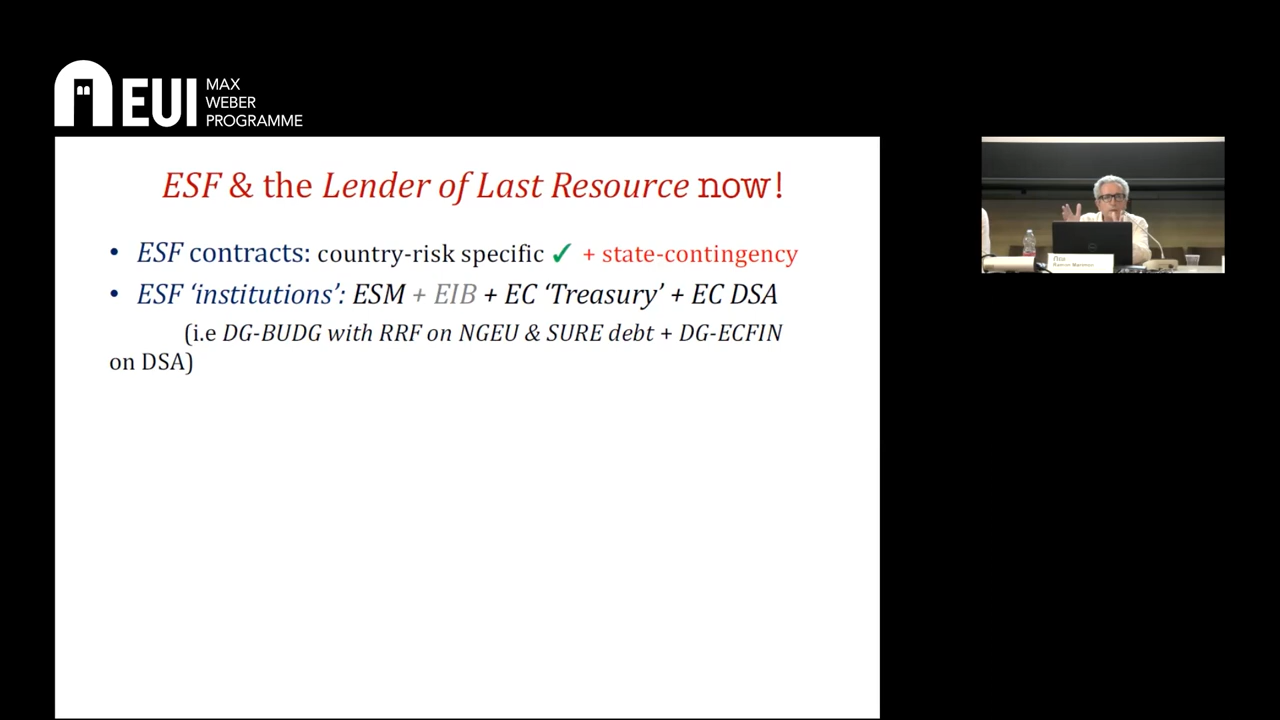 EUI
MAX
WEBER
PROGRAMME
ESF & the Lender of Last Resource now!
• ESF contracts: country-risk specific ✓ + state-contingency
• ESF ‘institutions’: ESM + EIB + EC ‘Treasury’ + EC DSA
(i.e DG-BUDG with RRF on NGEU & SURE debt + DG-ECFIN
on DSA)